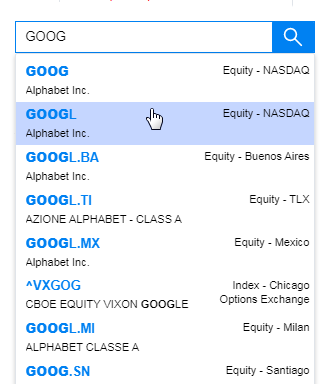 GOOG
GOOG
Equity - NASDAQ
Alphabet Inc.
GOOGL
Equity - NASDAQ
Alphabet Inc.
GOOGL.BA
Equity - Buenos Aires
Alphabet Inc.
GOOGL.TI
Equity - TLX
AZIONE ALPHABET - CLASS A
GOOGL.MX
Equity - Mexico
Alphabet Inc.
^VXGOG
Index - Chicago
Options Exchange
CBOE EQUITY VIXON GOOGLE
GOOGL.MI
Equity - Milan
ALPHABET CLASSE A
GOOG.SN
Equity - Santiago